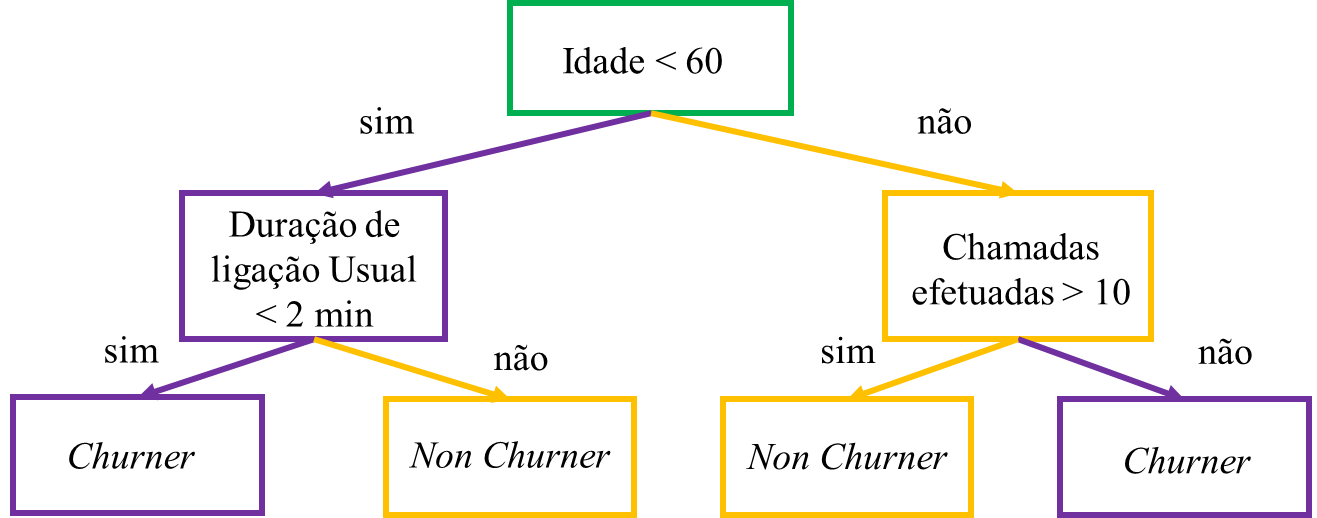 Idade < 60
sim
não
Duração de
ligação Usual
< 2 min
Chamadas
efetuadas > 10
sim
não
sim
não
Churner
Non Churner
Non Churner
Churner